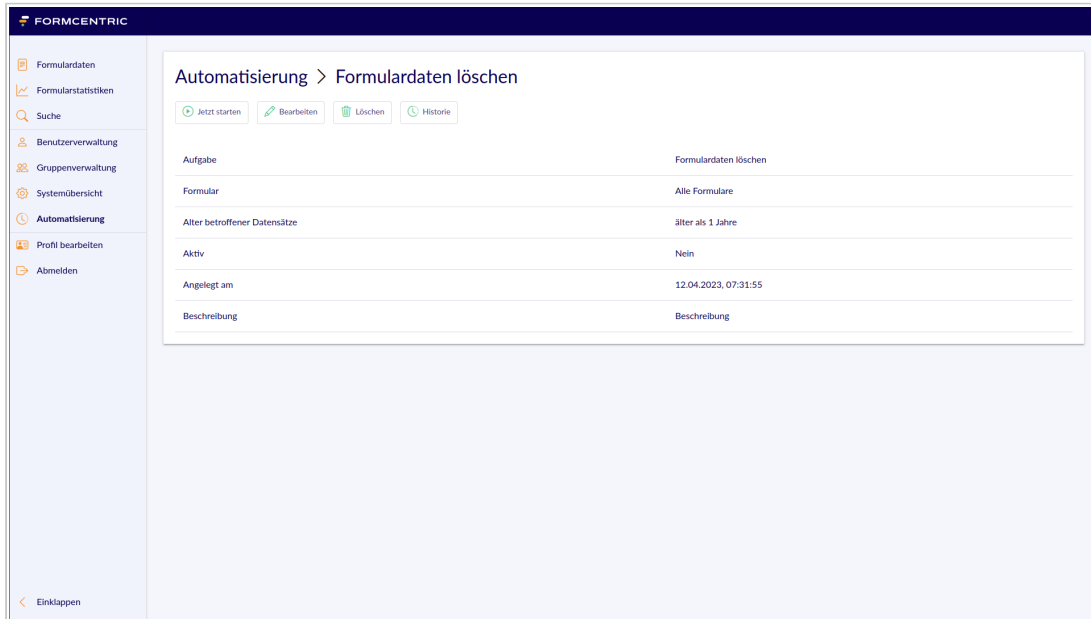 FORMCENTRIC
Formulardaten
Formularstatistiken
Suche
Benutzerverwaltung
Gruppenverwaltung
Systemübersicht
Automatisierung
Profil bearbeiten
Abmelden
Einklappen
Automatisierung > Formulardaten löschen
Jetzt starten Bearbeiten Löschen Historie
Aufgabe Formulardaten löschen
Formular Alle Formulare
Alter betroffener Datensätze älter als 1 Jahre
Aktiv Nein
Angelegt am 12.04.2023, 07:31:55
Beschreibung Beschreibung